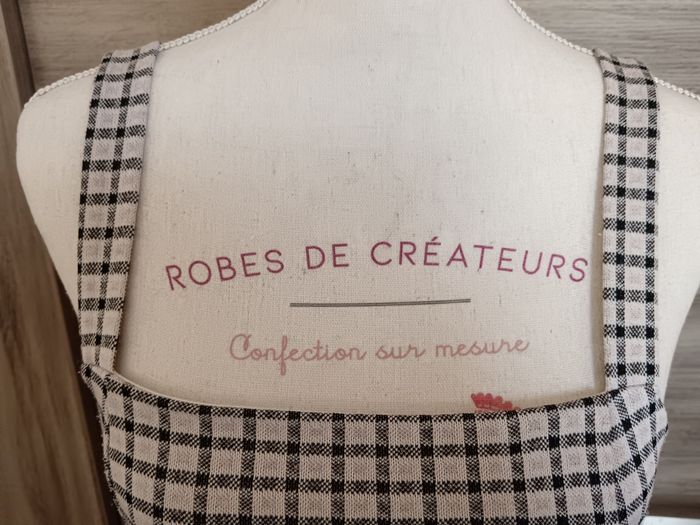 ROBES DE CRÉATEURS
Confection sur mesure